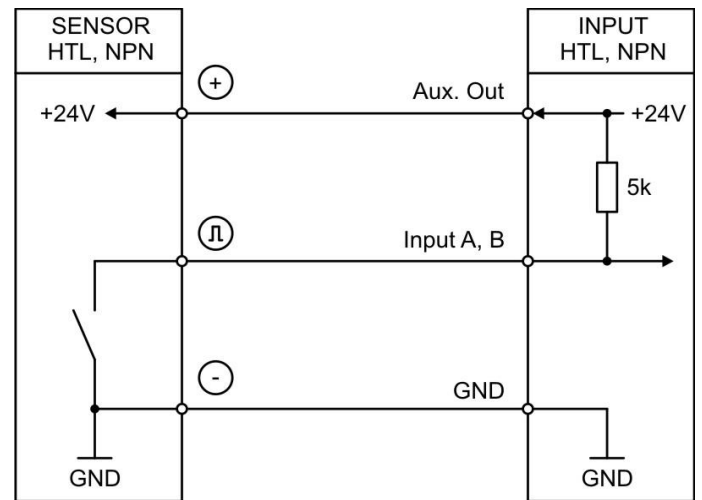 SENSOR
HTL, NPN
INPUT
HTL, NPN
+
Aux. Out
+24V
+24V
5k
Input A, B
-
GND
GND
GND